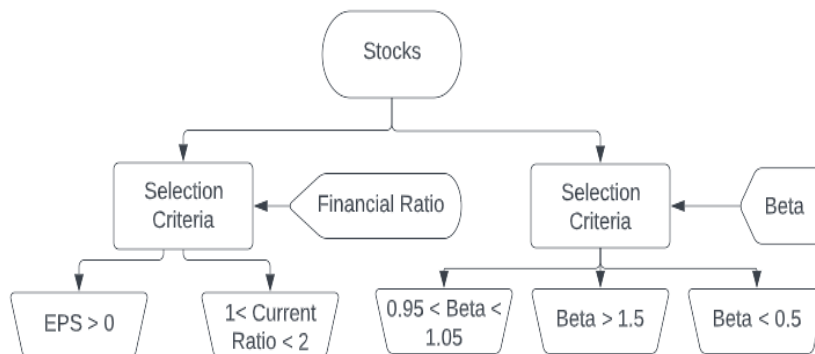 Stocks
Selection
Criteria
Financial Ratio
Selection
Criteria
Beta
EPS > 0
1< Current
Ratio < 2
0.95 < Beta <
1.05
Beta > 1.5
Beta < 0.5